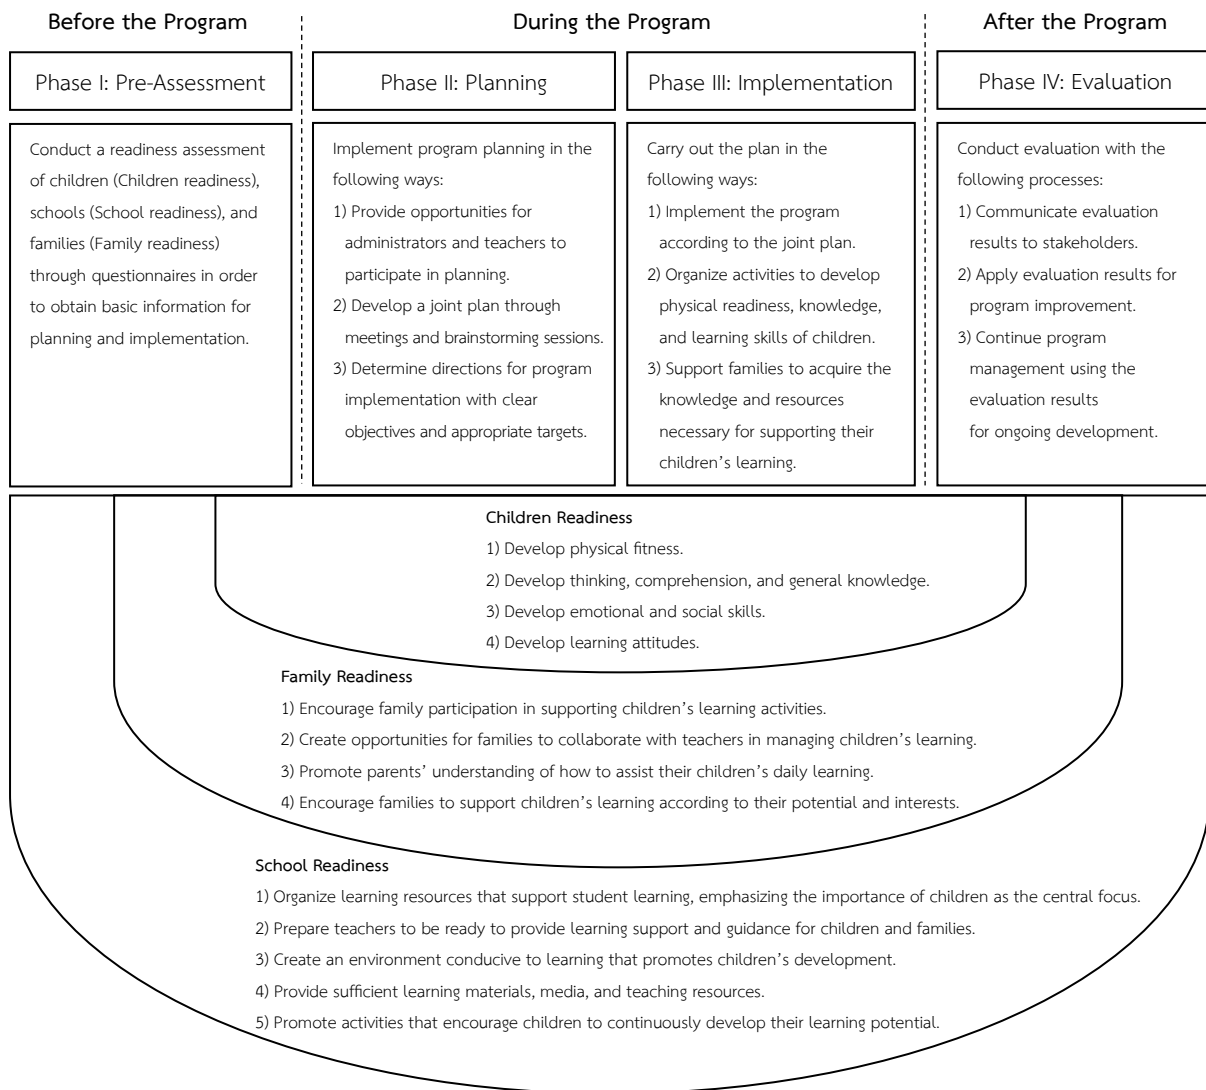 Before the Program
During the Program
After the Program
Phase I: Pre-Assessment
Phase II: Planning
Phase III: Implementation
Phase IV: Evaluation
Conduct a readiness assessment
of children (Children readiness),
schools (School readiness), and
families (Family readiness)
through questionnaires in order
to obtain basic information for
planning and implementation.
Implement program planning in the
following ways:
1) Provide opportunities for
administrators and teachers to
participate in planning.
2) Develop a joint plan through
meetings and brainstorming sessions.
3) Determine directions for program
implementation with clear
objectives and appropriate targets.
Carry out the plan in the
following ways:
1) Implement the program
according to the joint plan.
2) Organize activities to develop
physical readiness, knowledge,
and learning skills of children.
3) Support families to acquire the
knowledge and resources
necessary for supporting their
children’s learning.
Conduct evaluation with the
following processes:
1) Communicate evaluation
results to stakeholders.
2) Apply evaluation results for
program improvement.
3) Continue program
management using the
evaluation results
for ongoing development.
Children Readiness
1) Develop physical fitness.
2) Develop thinking, comprehension, and general knowledge.
3) Develop emotional and social skills.
4) Develop learning attitudes.
Family Readiness
1) Encourage family participation in supporting children’s learning activities.
2) Create opportunities for families to collaborate with teachers in managing children’s learning.
3) Promote parents’ understanding of how to assist their children’s daily learning.
4) Encourage families to support children’s learning according to their potential and interests.
School Readiness
1) Organize learning resources that support student learning, emphasizing the importance of children as the central focus.
2) Prepare teachers to be ready to provide learning support and guidance for children and families.
3) Create an environment conducive to learning that promotes children’s development.
4) Provide sufficient learning materials, media, and teaching resources.
5) Promote activities that encourage children to continuously develop their learning potential.